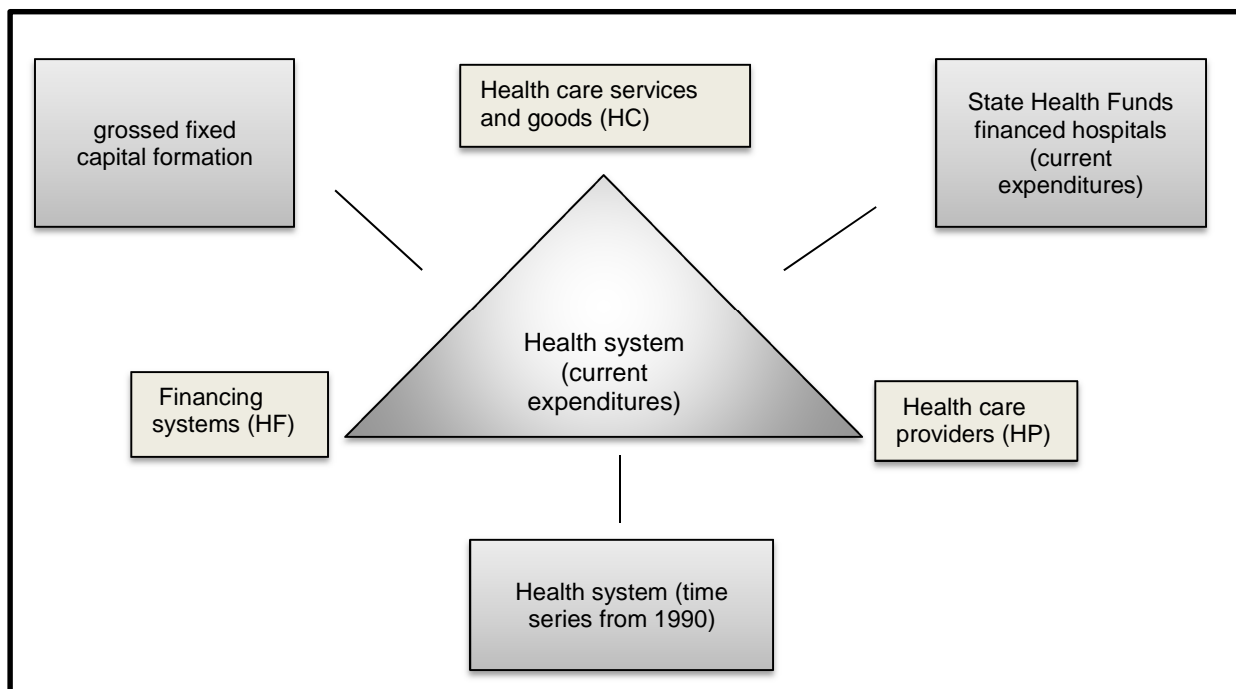 grossed fixed
capital formation
Health care services
and goods (HC)
State Health Funds
financed hospitals
(current
expenditures)
Health system
(current
expenditures)
Financing
systems (HF)
Health care
providers (HP)
Health system (time
series from 1990)